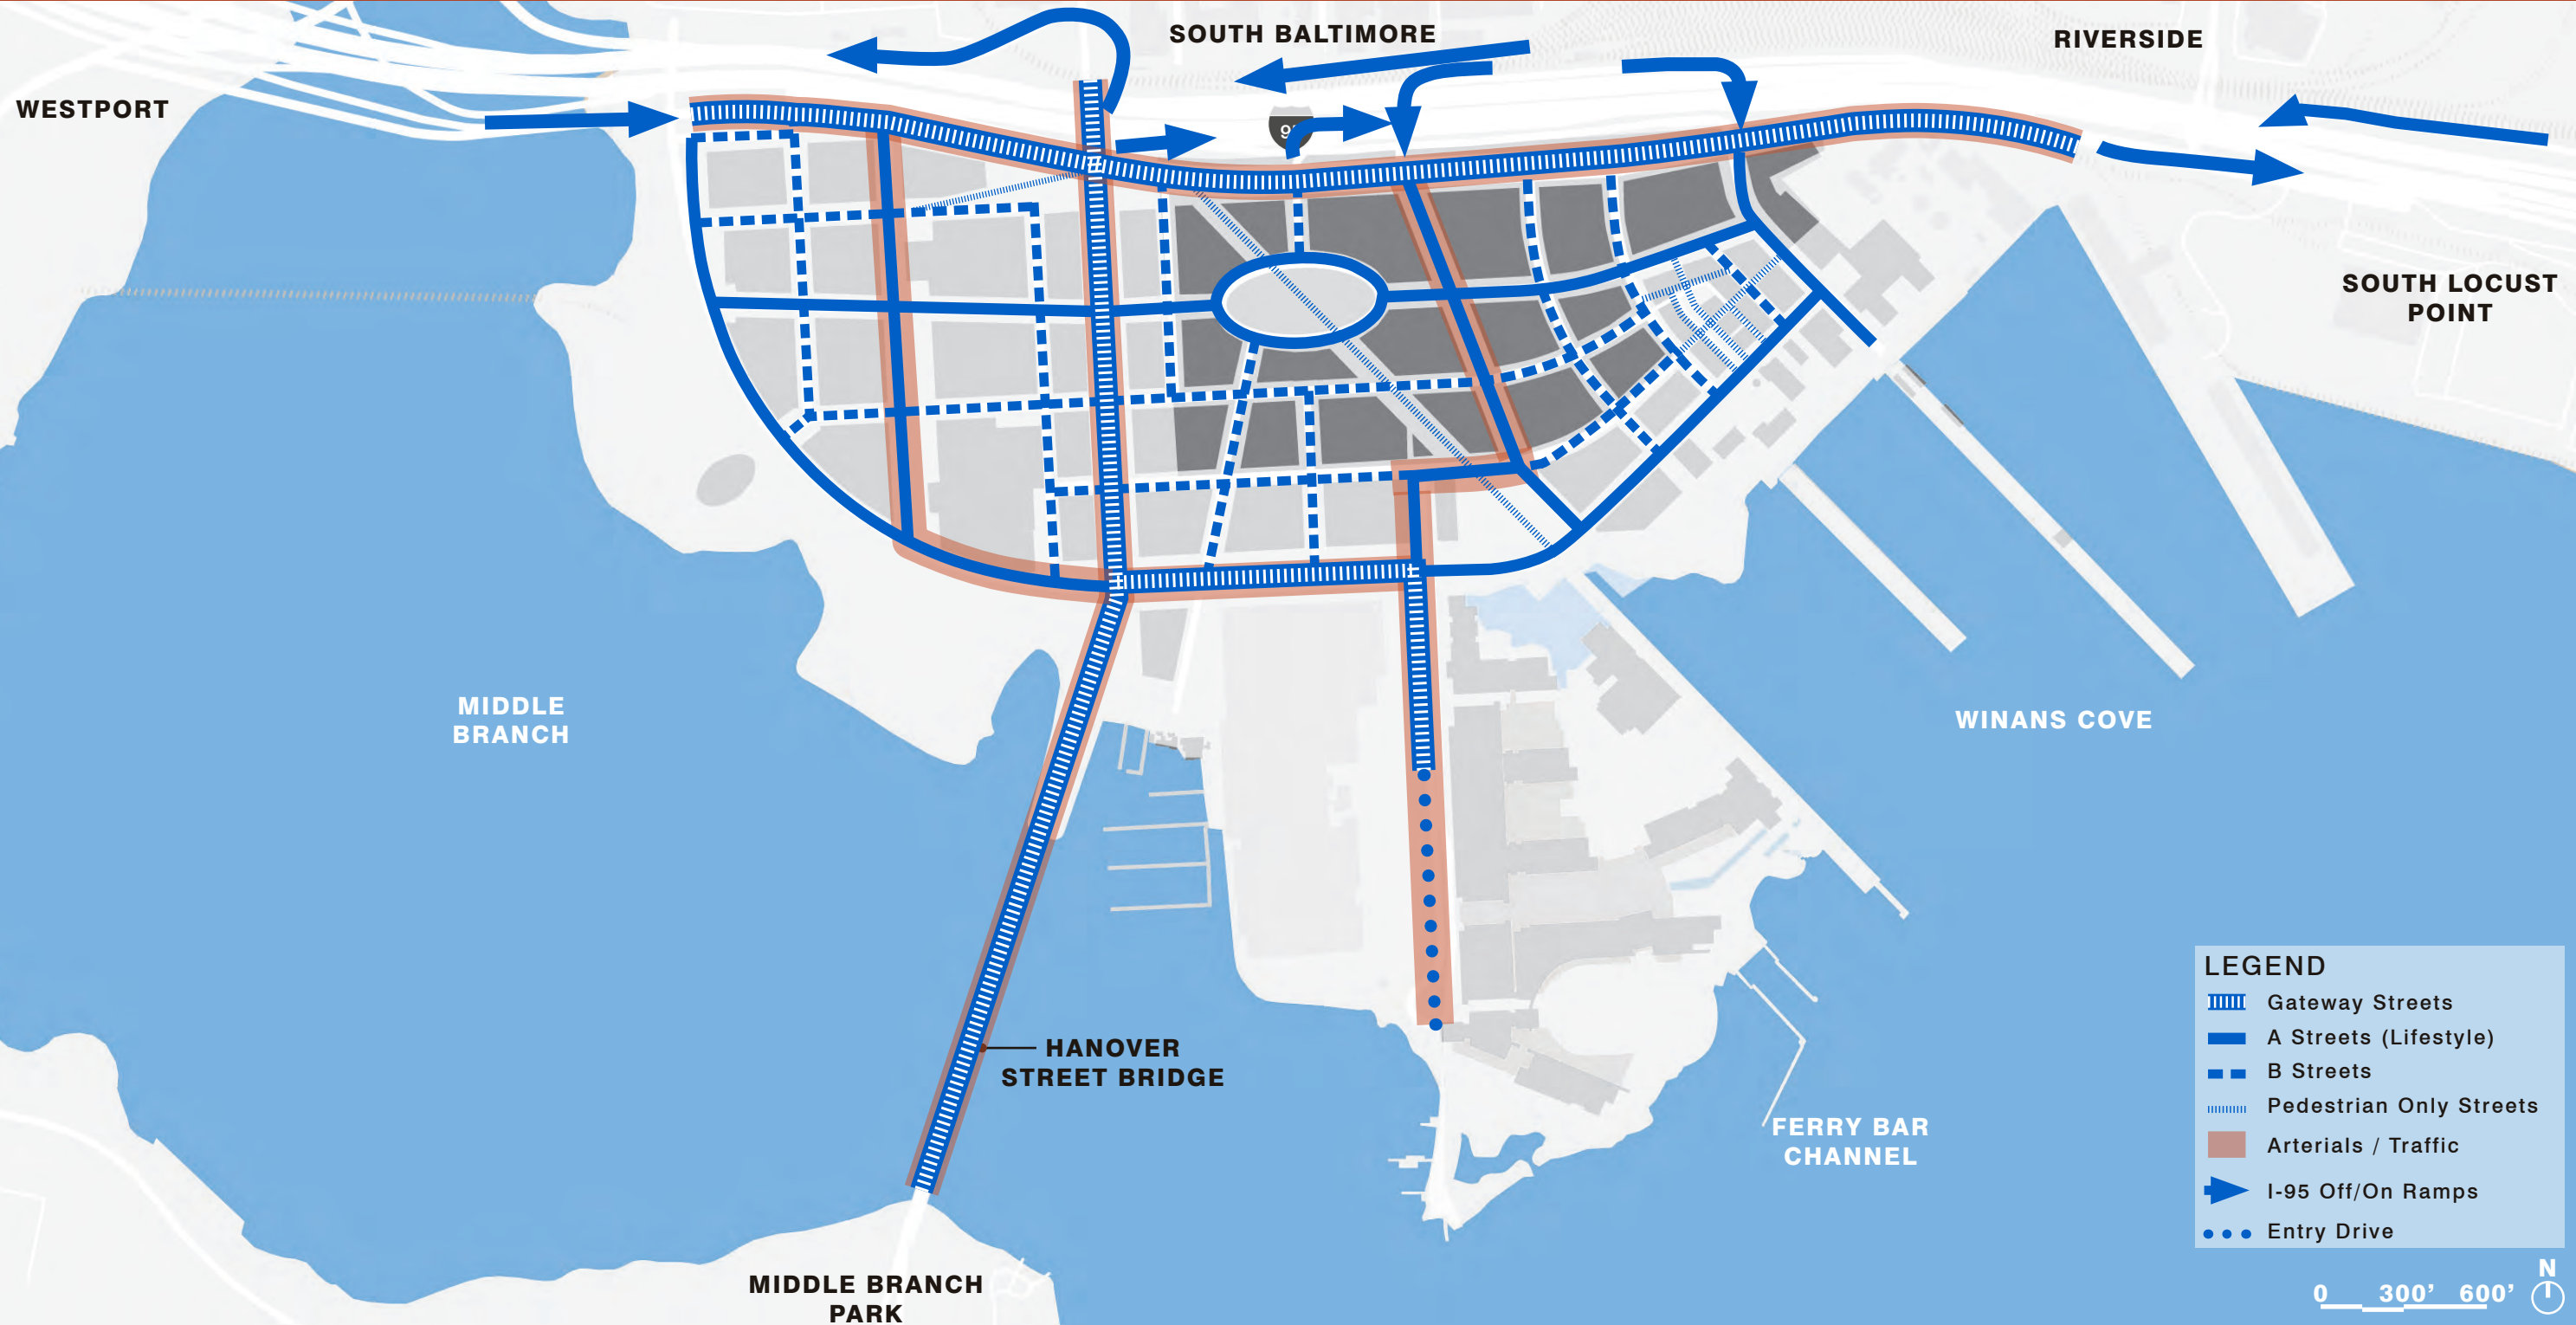 SOUTH BALTIMORE
RIVERSIDE
WESTPORT
SOUTH LOCUST
POINT
MIDDLE
BRANCH
WINANS COVE
HANOVER
STREET BRIDGE
FERRY BAR
CHANNEL
MIDDLE BRANCH
PARK
LEGEND
Gateway Streets
A Streets (Lifestyle)
B Streets
Pedestrian Only Streets
Arterials / Traffic
I-95 Off/On Ramps
Entry Drive
N
0 300’ 600’